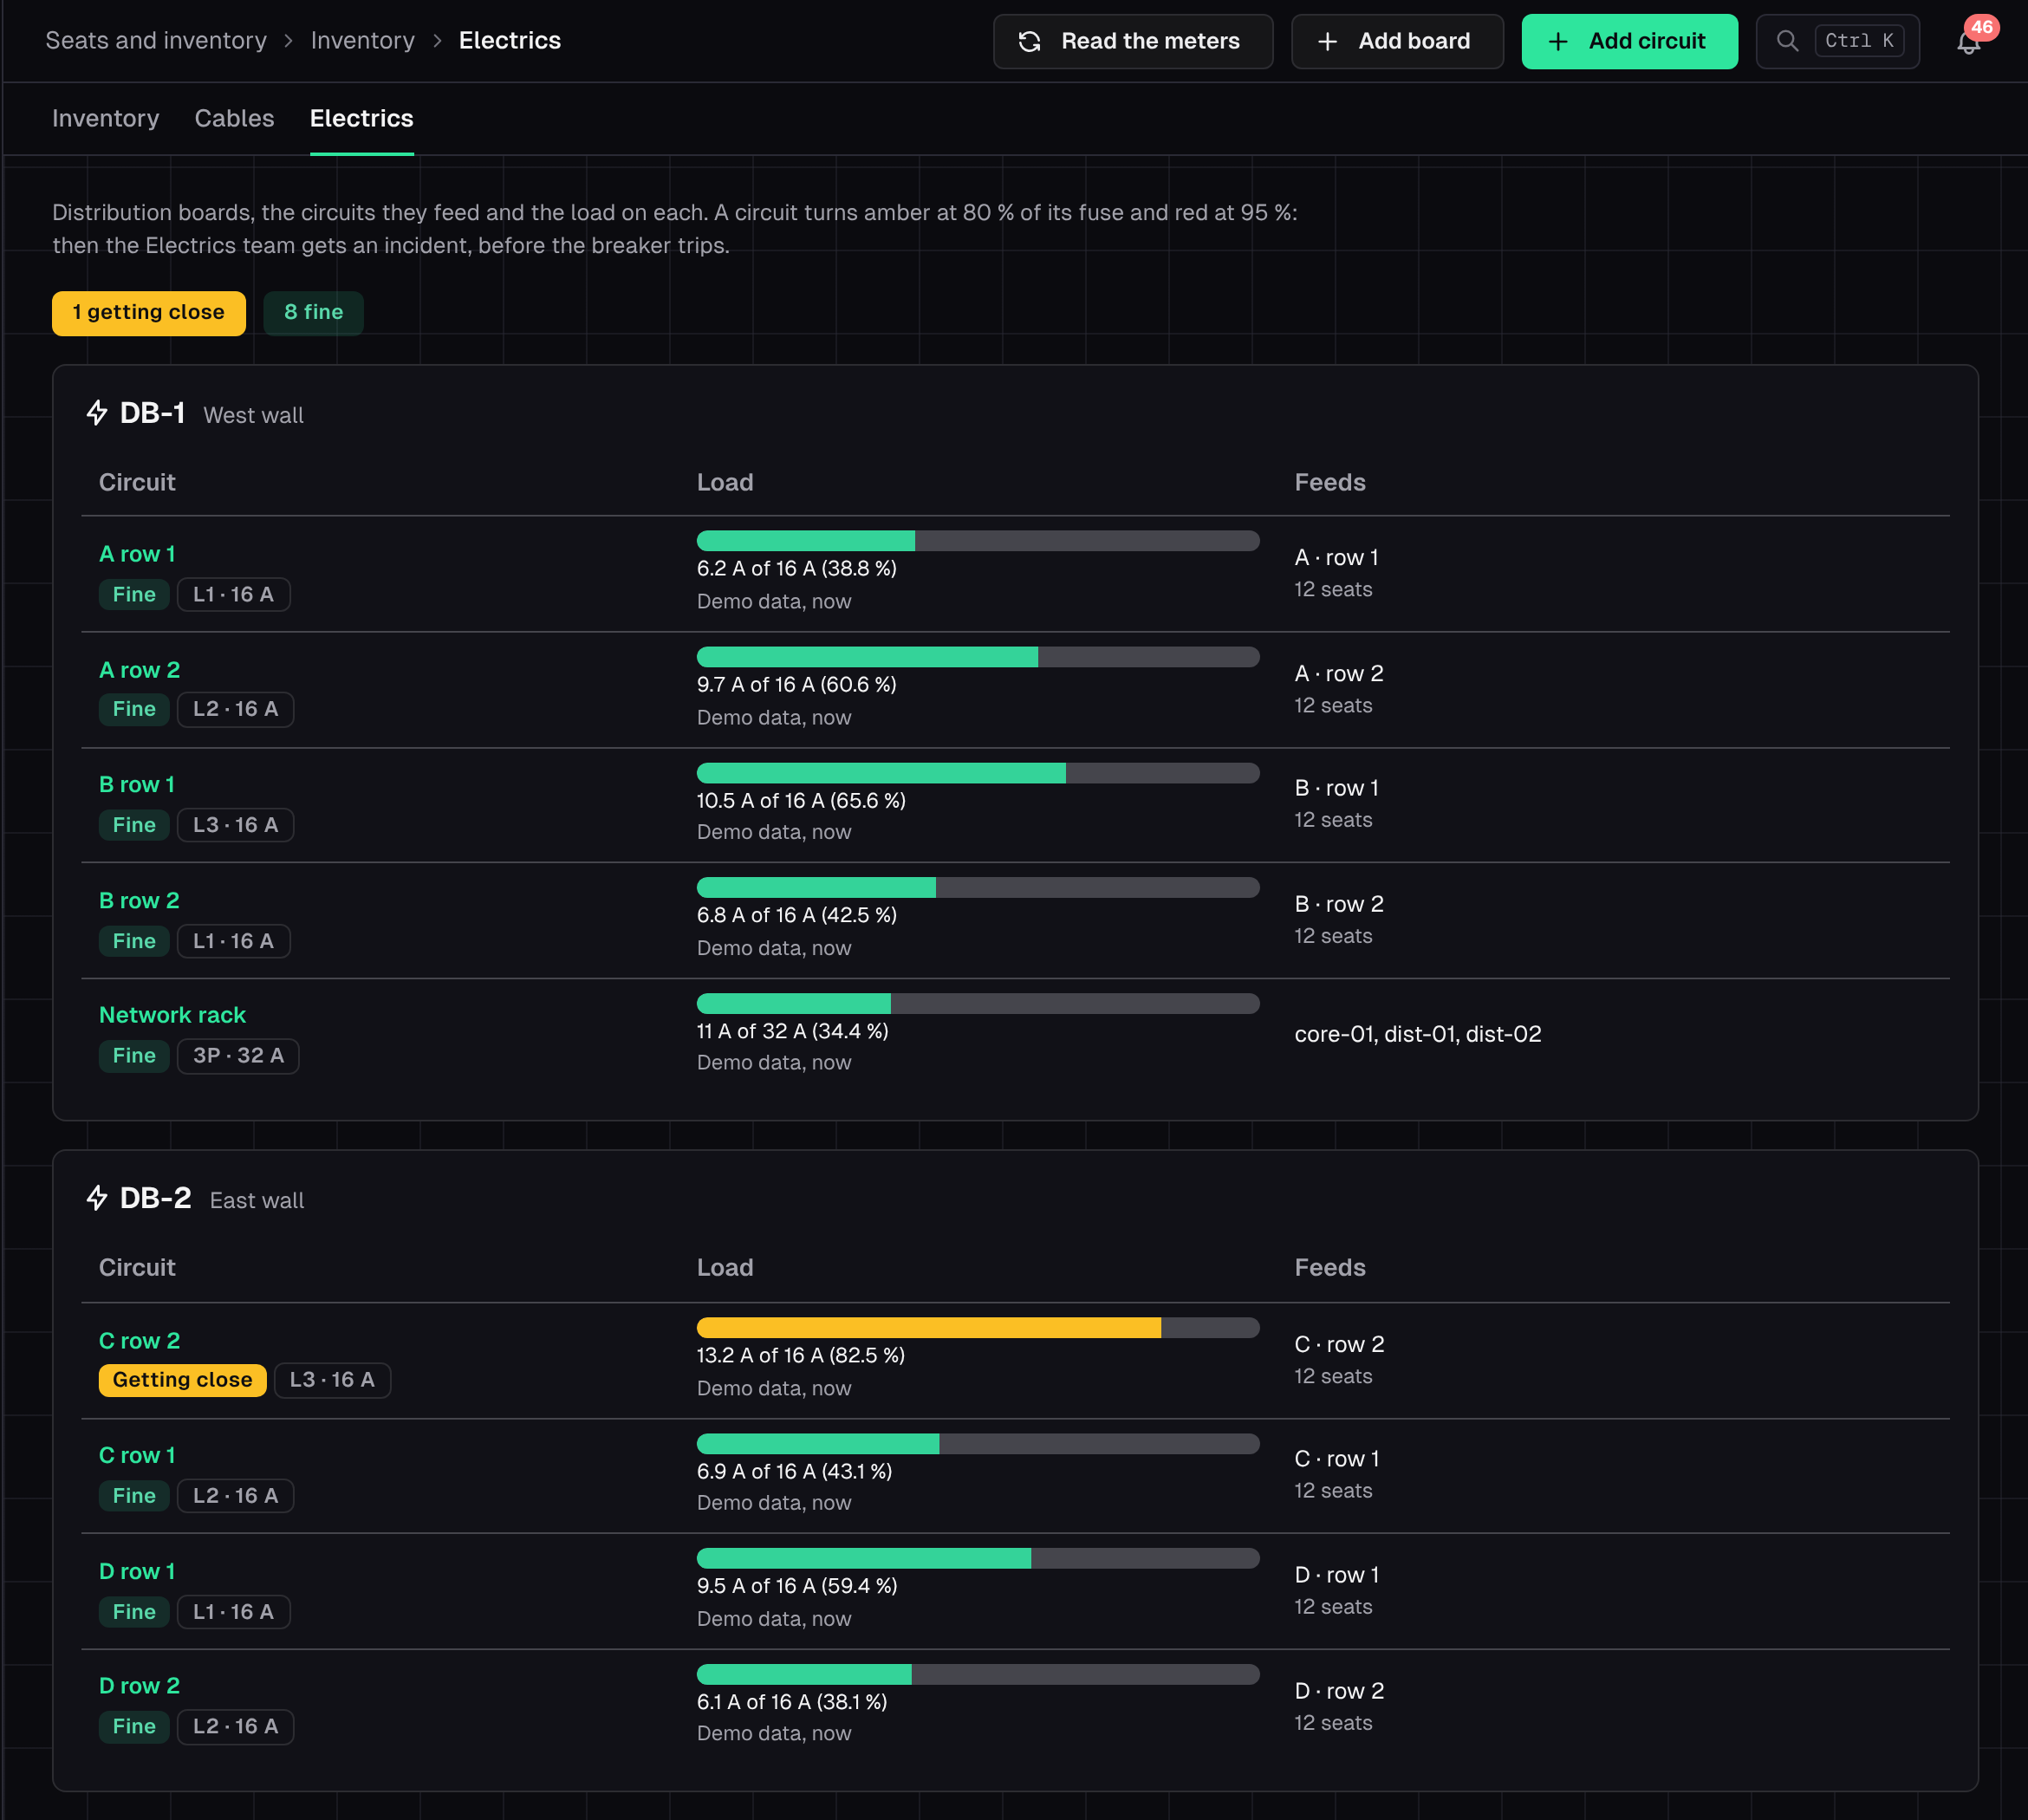 Seats and inventory > Inventory > Electrics
Read the meters
+ Add board
+ Add circuit
Ctrl K
46
Inventory Cables Electrics
Distribution boards, the circuits they feed and the load on each. A circuit turns amber at 80 % of its fuse and red at 95 %:
then the Electrics team gets an incident, before the breaker trips.
1 getting close 8 fine
DB-1 West wall
Circuit Load Feeds
A row 1
Fine L1 · 16 A
6.2 A of 16 A (38.8 %)
Demo data, now
A · row 1
12 seats
A row 2
Fine L2 · 16 A
9.7 A of 16 A (60.6 %)
Demo data, now
A · row 2
12 seats
B row 1
Fine L3 · 16 A
10.5 A of 16 A (65.6 %)
Demo data, now
B · row 1
12 seats
B row 2
Fine L1 · 16 A
6.8 A of 16 A (42.5 %)
Demo data, now
B · row 2
12 seats
Network rack
Fine 3P · 32 A
11 A of 32 A (34.4 %)
Demo data, now
core-01, dist-01, dist-02
DB-2 East wall
Circuit Load Feeds
C row 2
Getting close L3 · 16 A
13.2 A of 16 A (82.5 %)
Demo data, now
C · row 2
12 seats
C row 1
Fine L2 · 16 A
6.9 A of 16 A (43.1 %)
Demo data, now
C · row 1
12 seats
D row 1
Fine L1 · 16 A
9.5 A of 16 A (59.4 %)
Demo data, now
D · row 1
12 seats
D row 2
Fine L2 · 16 A
6.1 A of 16 A (38.1 %)
Demo data, now
D · row 2
12 seats